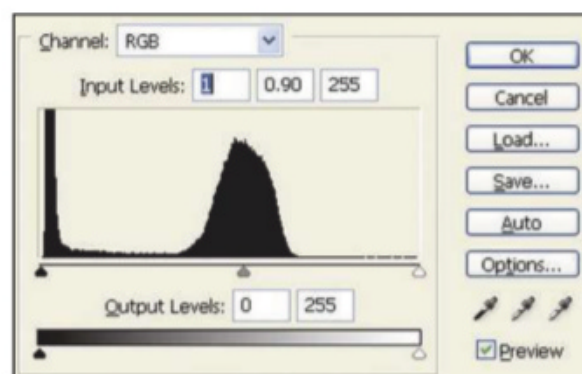 Channel: RGB
OK
Input Levels: 1 0.90 255
Cancel
Load...
Save...
Auto
Options...
Output Levels: 0 255
Preview